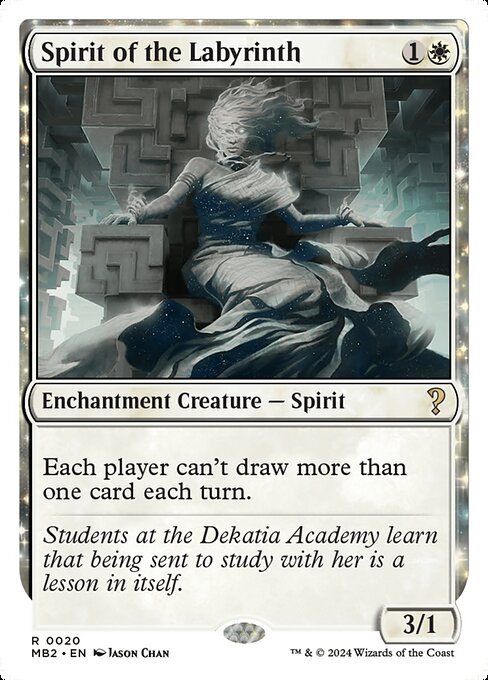 Spirit of the Labyrinth 1
Enchantment Creature — Spirit
Each player can't draw more than
one card each turn.
Students at the Dekatia Academy learn
that being sent to study with her is a
lesson in itself.
3/1
R 0020
MB2 • EN Jason Chan
™ & © 2024 Wizards of the Coast